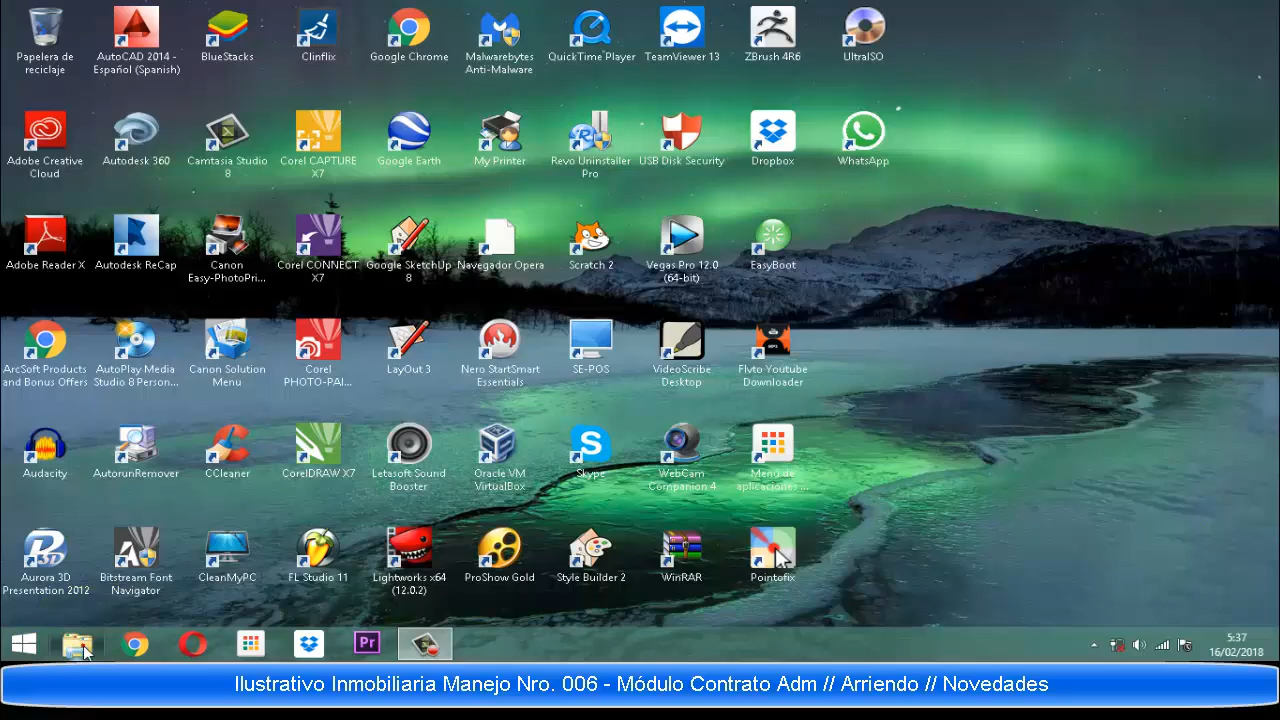 Papelera de
reciclaje
AutoCAD 2014 -
Español (Spanish)
BlueStacks
Clinflix
Google Chrome
Malwarebytes
Anti-Malware
QuickTime Player
TeamViewer 13
ZBrush 4R6
UltraISO
Adobe Creative
Cloud
Autodesk 360
Camtasia Studio
8
Corel CAPTURE
X7
Google Earth
My Printer
Revo Uninstaller
Pro
USB Disk Security
Dropbox
WhatsApp
Adobe Reader X
Autodesk ReCap
Canon
Easy-PhotoPri...
Corel CONNECT
X7
Google SketchUp
8
Navegador Opera
Scratch 2
Vegas Pro 12.0
(64-bit)
EasyBoot
ArcSoft Products
and Bonus Offers
AutoPlay Media
Studio 8 Person...
Canon Solution
Menu
Corel
PHOTO-PAI...
LayOut 3
Nero StartSmart
Essentials
SE-POS
VideoScribe
Desktop
Flvto Youtube
Downloader
Audacity
AutorunRemover
CCleaner
CorelDRAW X7
Letasoft Sound
Booster
Oracle VM
VirtualBox
Skype
WebCam
Companion 4
Menú de
aplicaciones ...
Aurora 3D
Presentation 2012
Bitstream Font
Navigator
CleanMyPC
FL Studio 11
Lightworks x64
(12.0.2)
ProShow Gold
Style Builder 2
WinRAR
Pointofix
Pr
5:37
16/02/2018
Ilustrativo Inmobiliaria Manejo Nro. 006 - Módulo Contrato Adm // Arriendo // Novedades